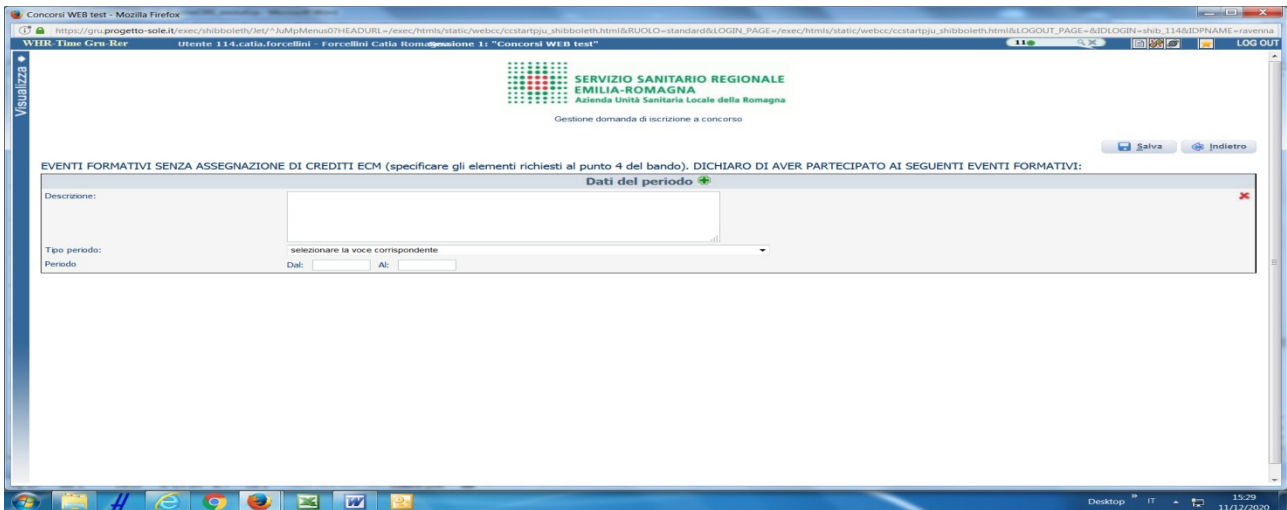 Concorsi WEB test - Mozilla Firefox
https://gru.progetto-sole.it/exec/shibboleth/Jet/^JuMpMenus0?HEADURL=/exec/htmls/static/webcc/ccstartpju_shibboleth.html&RUOLO=standard&LOGIN_PAGE=/exec/htmls/static/webcc/ccstartpju_shibboleth.html&LOGOUT_PAGE=&IDLOGIN=shib_114&IDPNAME=ravenna
WHR-Time Gru-Rer Utente 114.catia.forcellini - Forcellini Catia 1: "Concorsi WEB test" 11 LOG OUT
Visualizza
SERVIZIO SANITARIO REGIONALE
EMILIA-ROMAGNA
Azienda Unità Sanitaria Locale della Romagna
Gestione domanda di iscrizione a concorso
Salva Indietro
EVENTI FORMATIVI SENZA ASSEGNAZIONE DI CREDITI ECM (specificare gli elementi richiesti al punto 4 del bando). DICHIARO DI AVER PARTECIPATO AI SEGUENTI EVENTI FORMATIVI:
Dati del periodo
Descrizione:
Tipo periodo: selezionare la voce corrispondente
Periodo Dal: Al:
Desktop » IT 15:29
11/12/2020